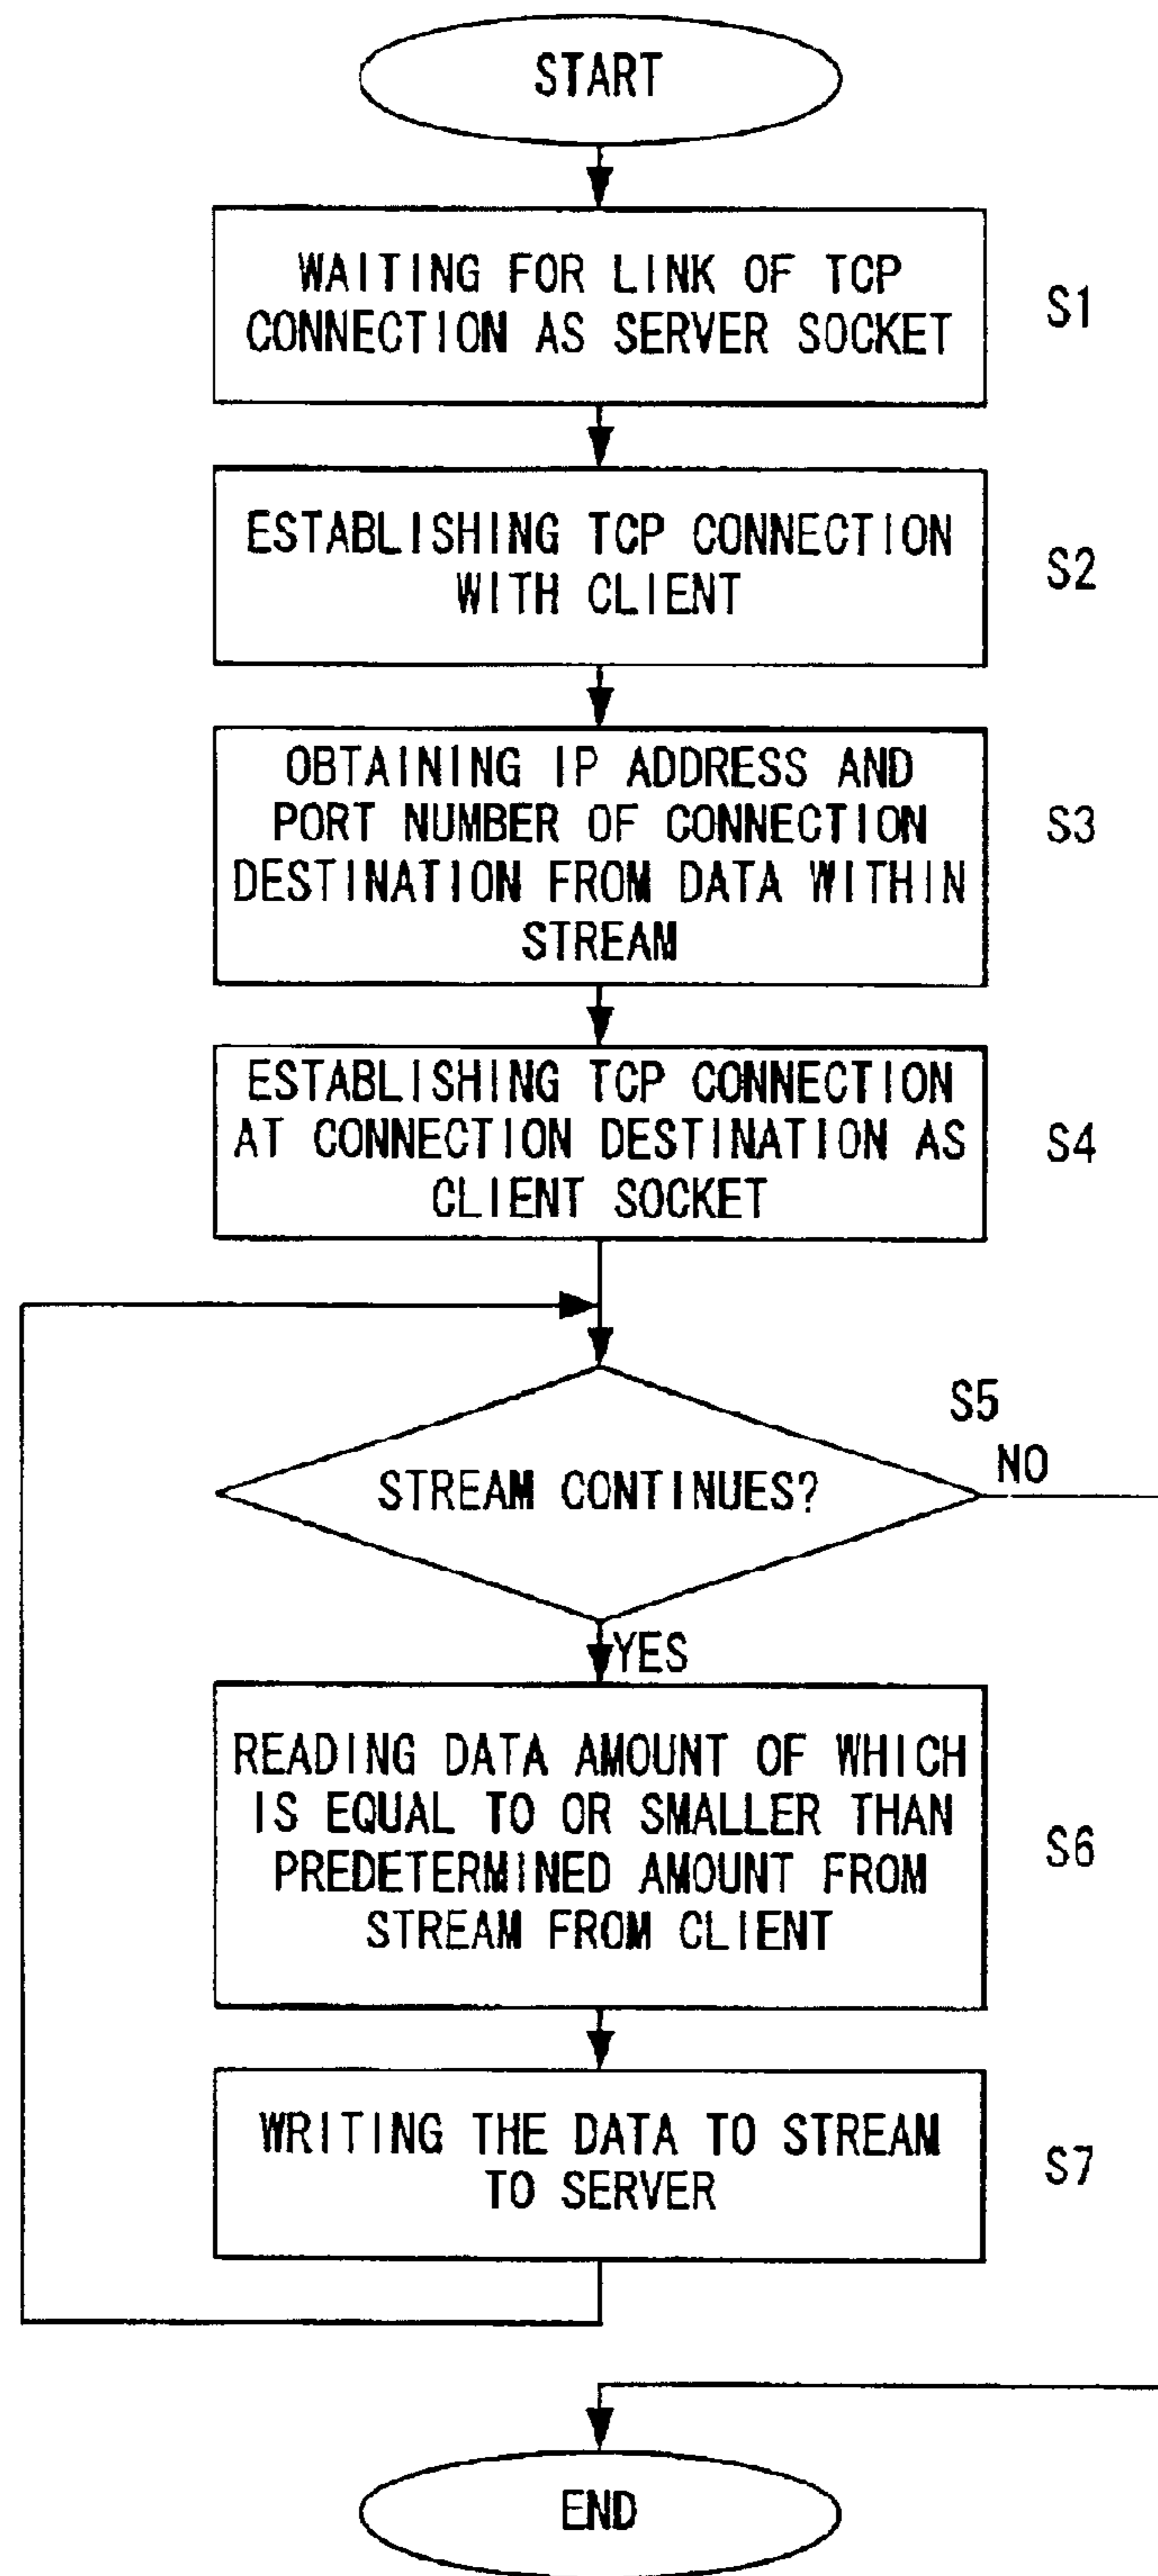 START
WAITING FOR LINK OF TCP
CONNECTION AS SERVER SOCKET
S1
ESTABLISHING TCP CONNECTION
WITH CLIENT
S2
OBTAINING IP ADDRESS AND
PORT NUMBER OF CONNECTION
DESTINATION FROM DATA WITHIN
STREAM
S3
ESTABLISHING TCP CONNECTION
AT CONNECTION DESTINATION AS
CLIENT SOCKET
S4
STREAM CONTINUES?
S5
NO
YES
READING DATA AMOUNT OF WHICH
IS EQUAL TO OR SMALLER THAN
PREDETERMINED AMOUNT FROM
STREAM FROM CLIENT
S6
WRITING THE DATA TO STREAM
TO SERVER
S7
END